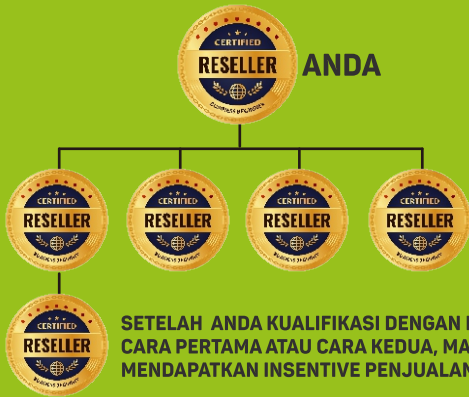 CERTIFIED
RESELLER
ANDA
CERTIFIED
RESELLER
CERTIFIED
RESELLER
CERTIFIED
RESELLER
CERTIFIED
RESELLER
CERTIFIED
RESELLER
SETELAH ANDA KUALIFIKASI DENGAN
CARA PERTAMA ATAU CARA KEDUA, MA
MENDAPATKAN INSENTIVE PENJUALAN